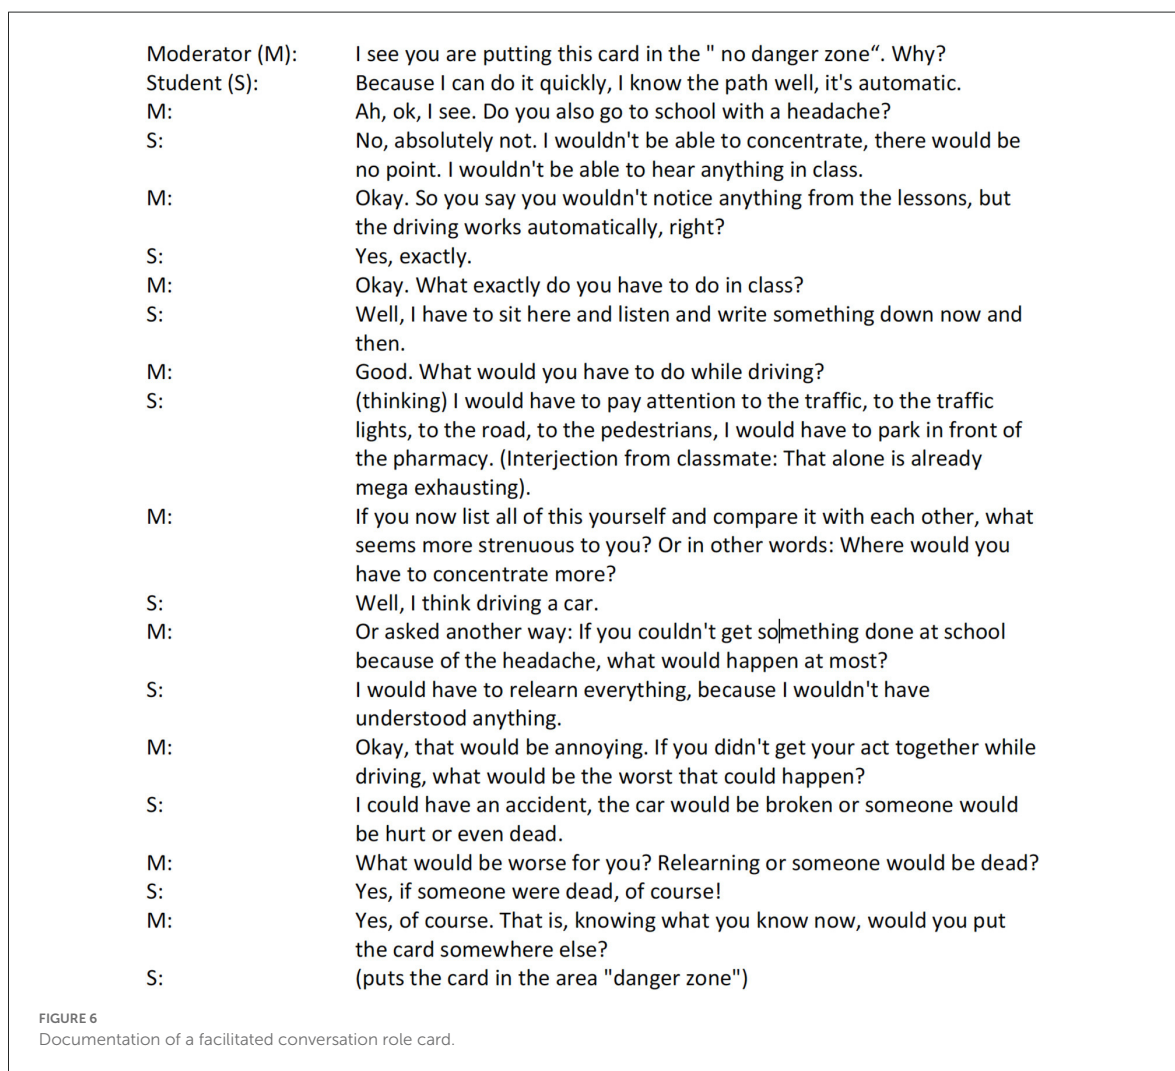 Moderator (M): I see you are putting this card in the " no danger zone“. Why?
Student (S): Because I can do it quickly, I know the path well, it's automatic.
M: Ah, ok, I see. Do you also go to school with a headache?
S: No, absolutely not. I wouldn't be able to concentrate, there would be
no point. I wouldn't be able to hear anything in class.
M: Okay. So you say you wouldn't notice anything from the lessons, but
the driving works automatically, right?
S: Yes, exactly.
M: Okay. What exactly do you have to do in class?
S: Well, I have to sit here and listen and write something down now and
then.
M: Good. What would you have to do while driving?
S: (thinking) I would have to pay attention to the traffic, to the traffic
lights, to the road, to the pedestrians, I would have to park in front of
the pharmacy. (Interjection from classmate: That alone is already
mega exhausting).
M: If you now list all of this yourself and compare it with each other, what
seems more strenuous to you? Or in other words: Where would you
have to concentrate more?
S: Well, I think driving a car.
M: Or asked another way: If you couldn't get something done at school
because of the headache, what would happen at most?
S: I would have to relearn everything, because I wouldn't have
understood anything.
M: Okay, that would be annoying. If you didn't get your act together while
driving, what would be the worst that could happen?
S: I could have an accident, the car would be broken or someone would
be hurt or even dead.
M: What would be worse for you? Relearning or someone would be dead?
S: Yes, if someone were dead, of course!
M: Yes, of course. That is, knowing what you know now, would you put
the card somewhere else?
S: (puts the card in the area "danger zone")
FIGURE 6
Documentation of a facilitated conversation role card.